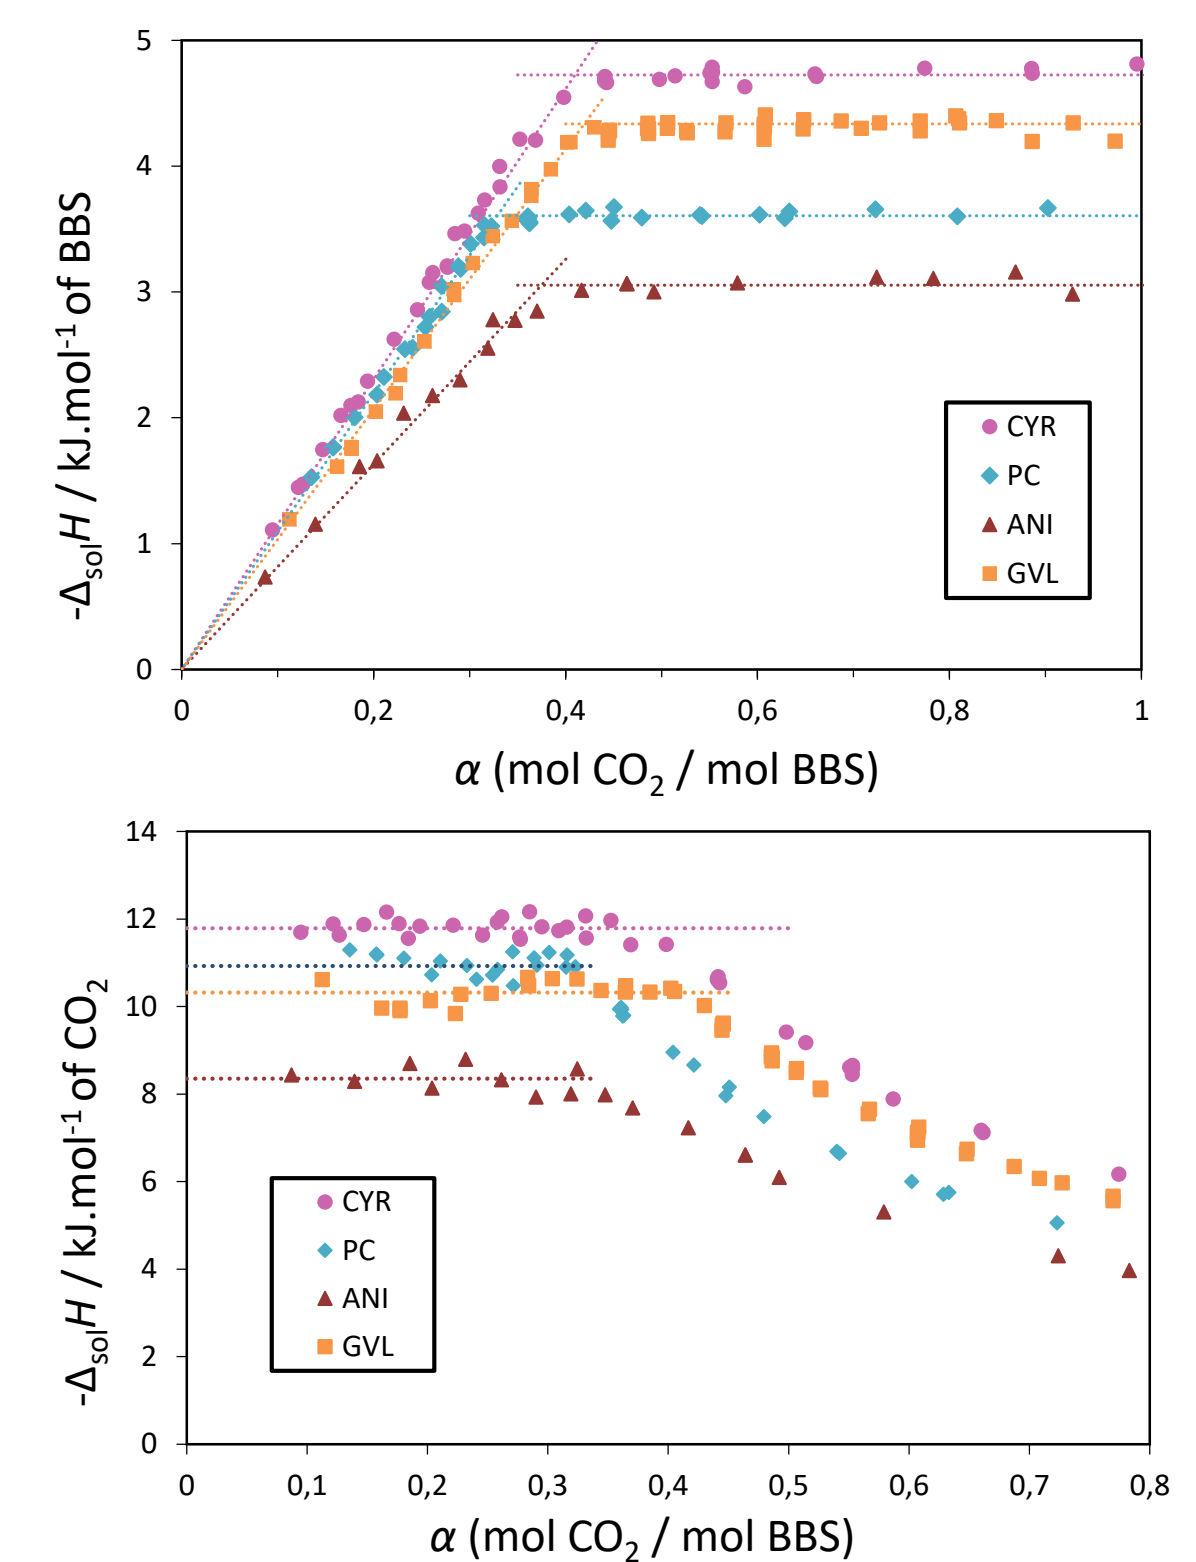 5
4
3
2
1
0
-ΔsolH / kJ.mol-1 of BBS
CYR
PC
ANI
GVL
0 0,2 0,4 0,6 0,8 1
α (mol CO2 / mol BBS)
14
12
10
8
6
4
2
0
-ΔsolH / kJ.mol-1 of CO2
CYR
PC
ANI
GVL
0 0,1 0,2 0,3 0,4 0,5 0,6 0,7 0,8
α (mol CO2 / mol BBS)